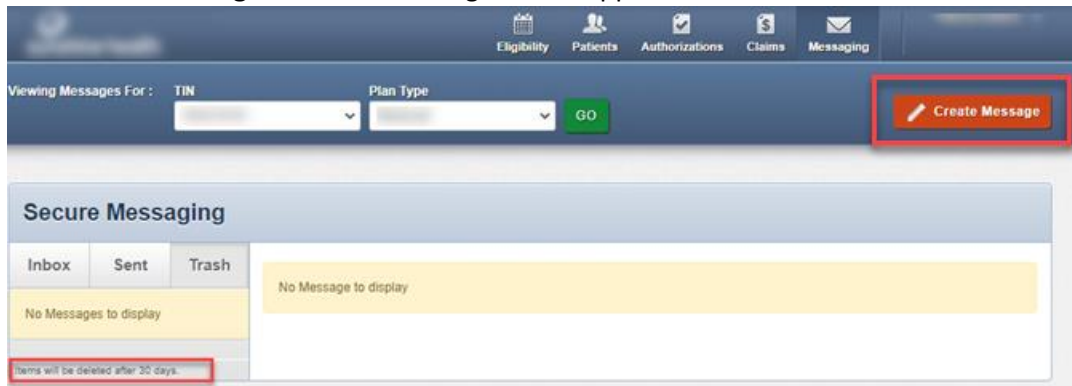 Eligibility Patients Authorizations Claims Messaging
Viewing Messages For : TIN Plan Type
GO
Create Message
Secure Messaging
Inbox Sent Trash
No Message to display
No Messages to display
Items will be deleted after 30 days.